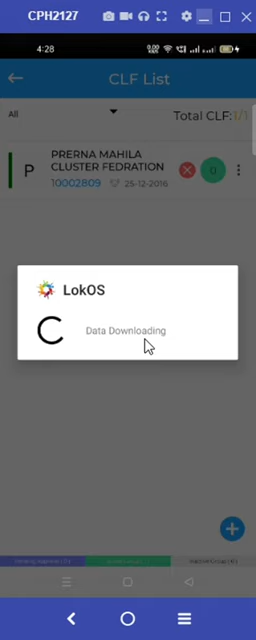 CPH2127
4:28
CLF List
All
Total CLF:1/1
P
PRERNA MAHILA
CLUSTER FEDRATION
10002809
25-12-2016
0
LokOS
Data Downloading